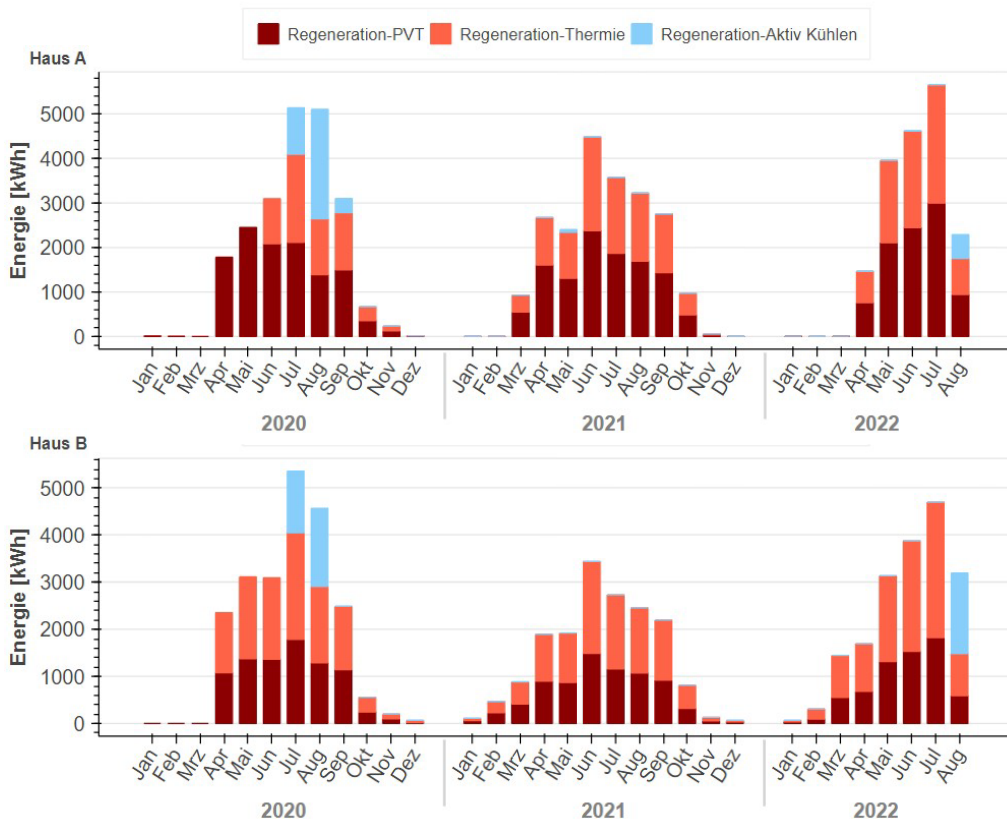 Regeneration-PVT Regeneration-Thermie Regeneration-Aktiv Kühlen
Haus A
Energie [kWh]
5000
4000
3000
2000
1000
0
Jan Feb Mrz Apr Mai Jun Jul Aug Sep Okt Nov Dez Jan Feb Mrz Apr Mai Jun Jul Aug Sep Okt Nov Dez Jan Feb Mrz Apr Mai Jun Jul Aug
2020 2021 2022
Haus B
Energie [kWh]
5000
4000
3000
2000
1000
0
Jan Feb Mrz Apr Mai Jun Jul Aug Sep Okt Nov Dez Jan Feb Mrz Apr Mai Jun Jul Aug Sep Okt Nov Dez Jan Feb Mrz Apr Mai Jun Jul Aug
2020 2021 2022